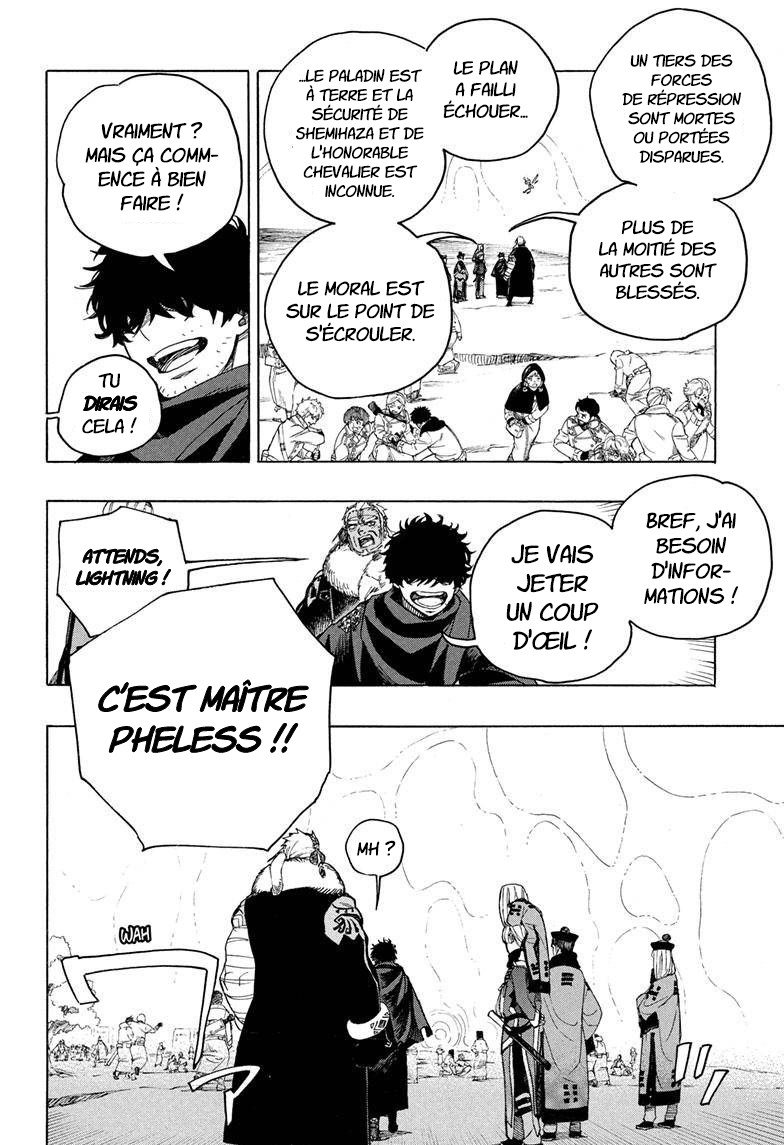 UN TIERS DES
FORCES
DE RÉPRESSION
SONT MORTES
OU PORTÉES
DISPARUES.
PLUS DE
LA MOITIÉ DES
AUTRES SONT
BLESSÉS.
LE PLAN
A FAILLI
ÉCHOUER...
...LE PALADIN EST
À TERRE ET LA
SÉCURITÉ DE
SHEMIHAZA ET DE
L'HONORABLE
CHEVALIER EST
INCONNUE.
LE MORAL EST
SUR LE POINT DE
S'ÉCROULER.
VRAIMENT ?
MAIS ÇA COMM-
ENCE À BIEN
FAIRE !
TU
DIRAIS
CELA !
BREF, J'AI
BESOIN
D'INFOR-
MATIONS !
JE VAIS
JETER
UN COUP
D'ŒIL !
ATTENDS,
LIGHTNING !
C'EST MAÎTRE
PHELESS !!
MH ?
WAH